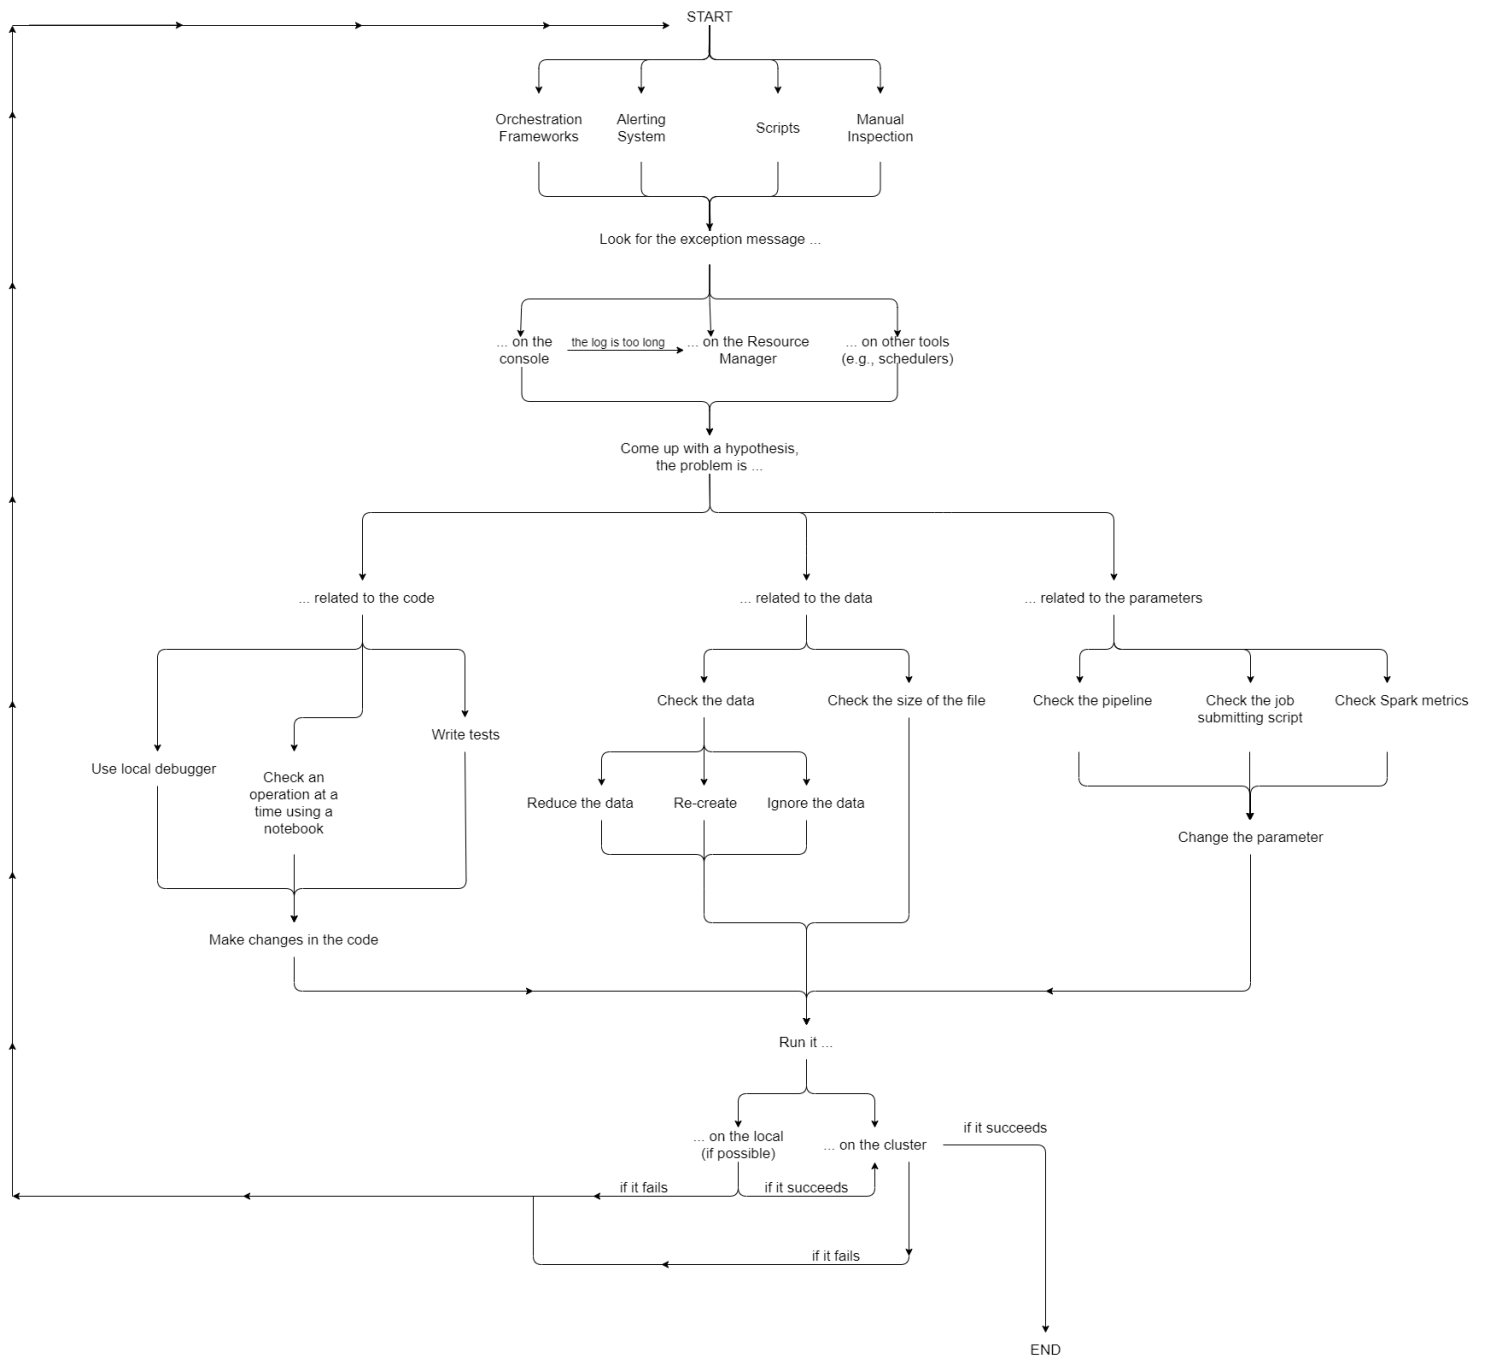 START
Orchestration
Frameworks
Alerting
System
Scripts
Manual
Inspection
Look for the exception message ...
... on the
console
the log is too long
... on the Resource
Manager
... on other tools
(e.g., schedulers)
Come up with a hypothesis,
the problem is ...
... related to the code
... related to the data
... related to the parameters
Use local debugger
Check an
operation at a
time using a
notebook
Write tests
Check the data
Check the size of the file
Check the pipeline
Check the job
submitting script
Check Spark metrics
Reduce the data
Re-create
Ignore the data
Change the parameter
Make changes in the code
Run it ...
... on the local
(if possible)
... on the cluster
if it succeeds
if it fails
if it succeeds
if it fails
END